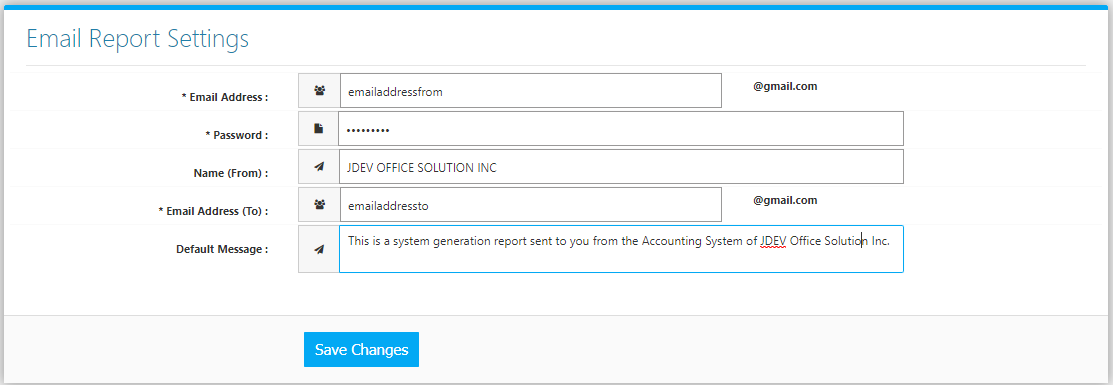 Email Report Settings
* Email Address : emailaddressfrom @gmail.com
* Password : •••••••••
Name (From) : JDEV OFFICE SOLUTION INC
* Email Address (To) : emailaddressto @gmail.com
Default Message : This is a system generation report sent to you from the Accounting System of JDEV Office Solution Inc.
Save Changes